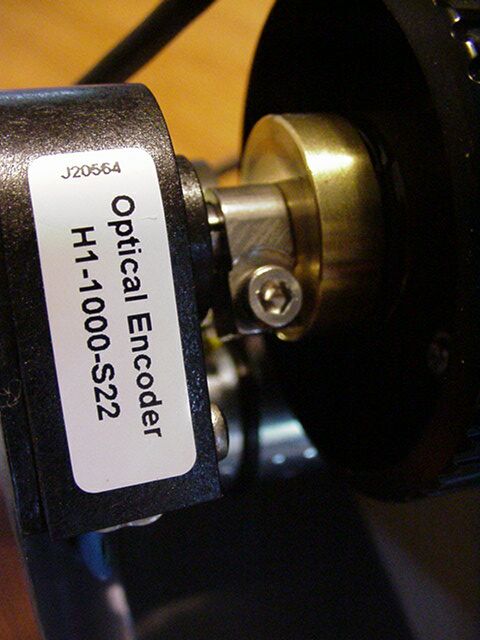 J20564
Optical Encoder
H1-1000-S22